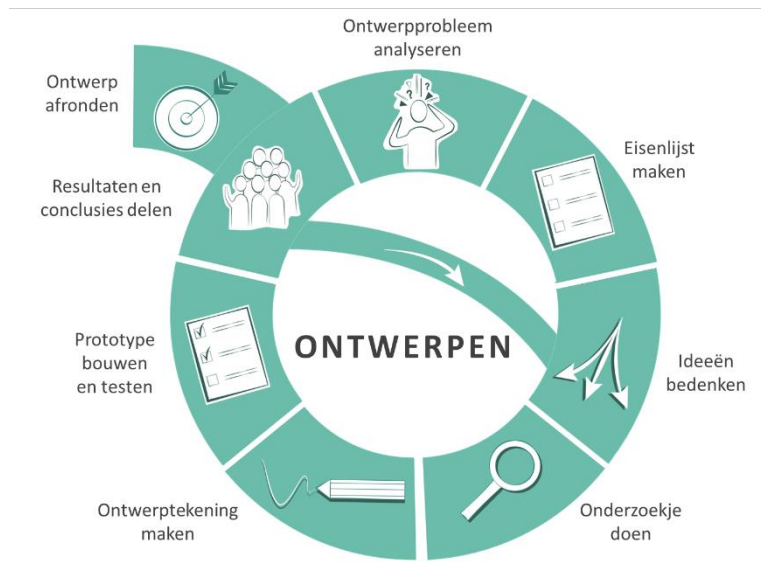 Ontwerpprobleem
analyseren
Eisenlijst
maken
Ideeën
bedenken
Onderzoekje
doen
Ontwerptekening
maken
Prototype
bouwen
en testen
Resultaten en
conclusies delen
Ontwerp
afronden
ONTWERPEN